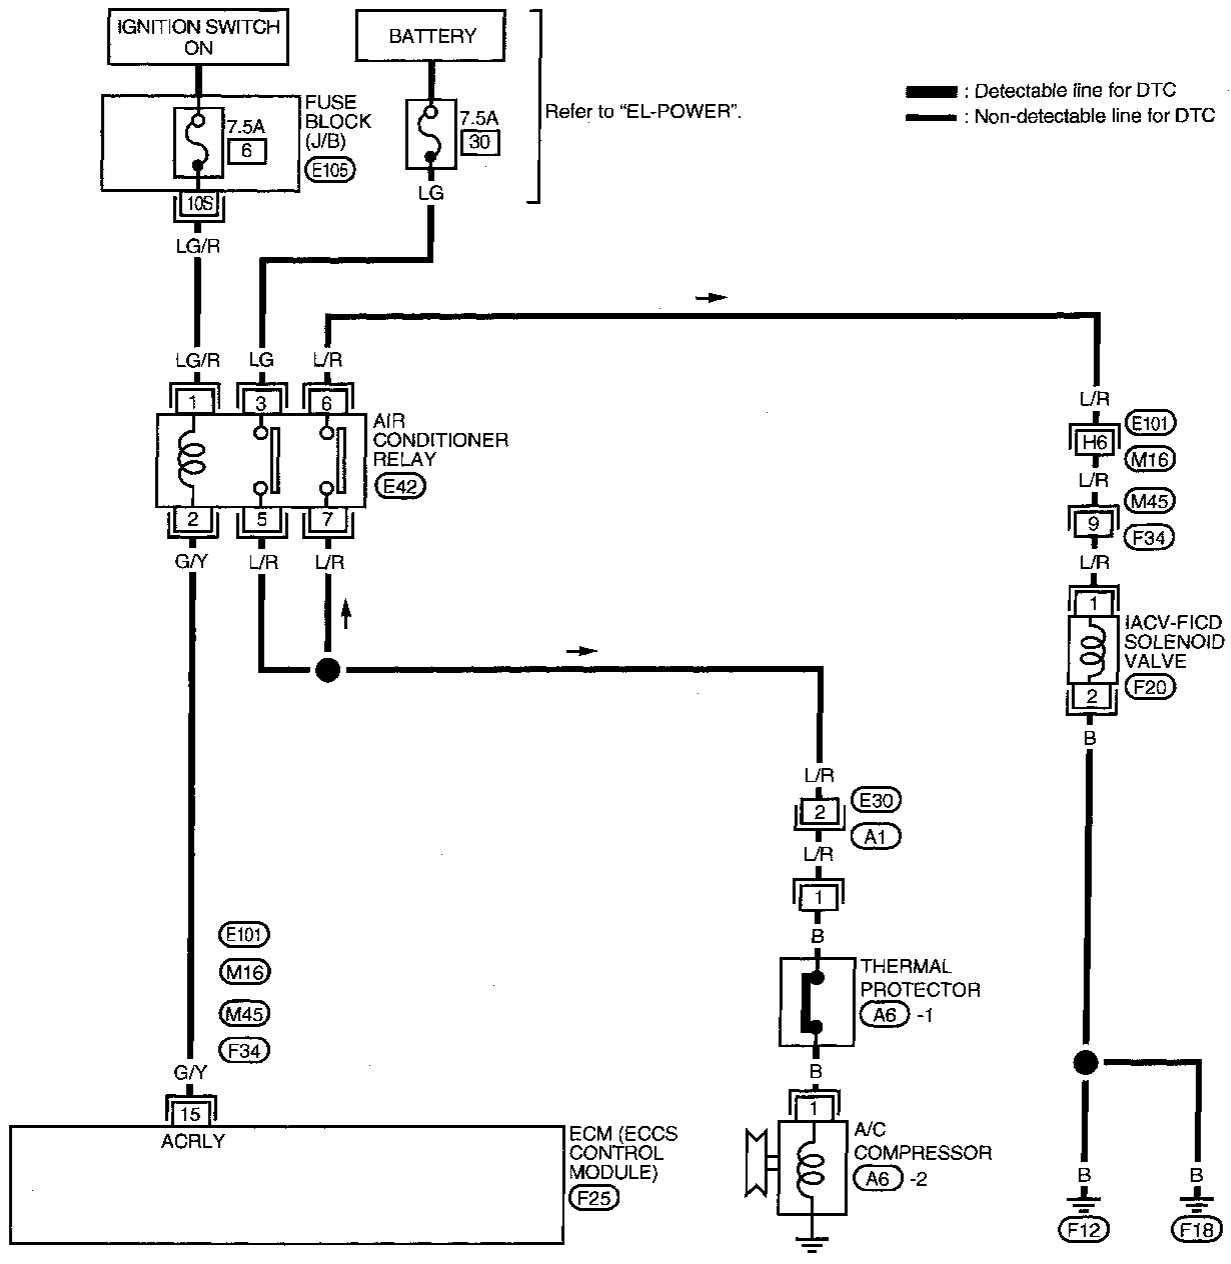 IGNITION SWITCH
ON
BATTERY
FUSE
BLOCK
(J/B)
E105
7.5A
6
7.5A
30
Refer to "EL-POWER".
: Detectable line for DTC
: Non-detectable line for DTC
10S
LG
LG/R
LG/R
LG
L/R
1
3
6
AIR
CONDITIONER
RELAY
E42
2
5
7
G/Y
L/R
L/R
L/R
H6
E101
M16
L/R
9
M45
F34
L/R
1
IACV-FICD
SOLENOID
VALVE
F20
2
B
L/R
2
E30
A1
L/R
1
B
THERMAL
PROTECTOR
A6 -1
B
1
A/C
COMPRESSOR
A6 -2
E101
M16
M45
F34
G/Y
15
ACRLY
ECM (ECCS
CONTROL
MODULE)
F25
B
B
F12
F18